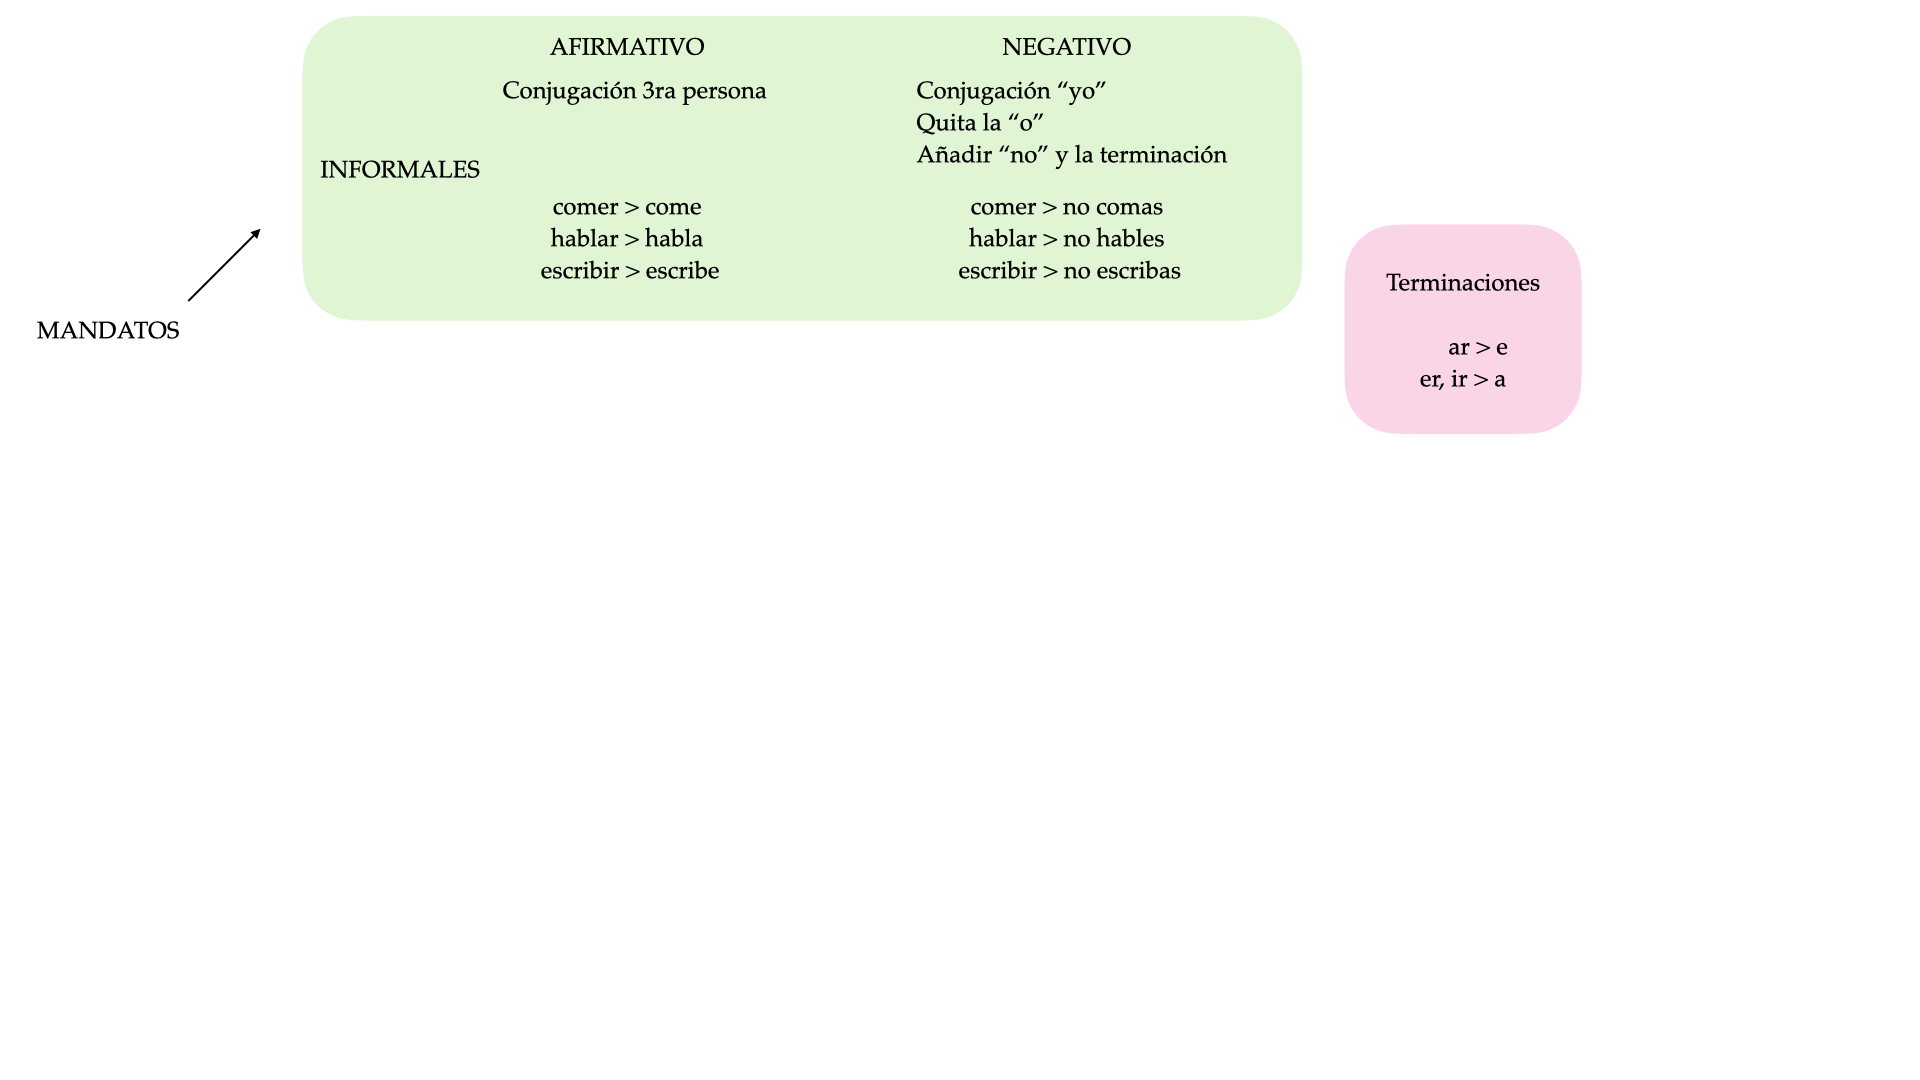 AFIRMATIVO
NEGATIVO
Conjugación 3ra persona
Conjugación “yo”
Quita la “o”
Añadir “no” y la terminación
INFORMALES
comer > come
hablar > habla
escribir > escribe
comer > no comas
hablar > no hables
escribir > no escribas
MANDATOS
Terminaciones
ar > e
er, ir > a